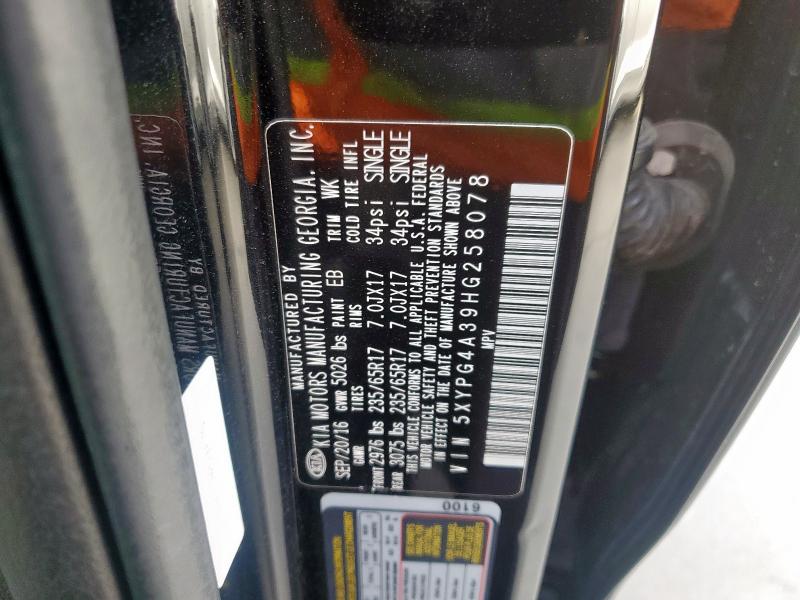 MANUFACTURED BY
KIA KIA MOTORS MANUFACTURING GEORGIA, INC.
SEP/20/16 GVWR 5026 lbs PAINT EB TRIM WK
GAWR TIRES RIMS COLD TIRE INFL
FRONT 2976 lbs 235/65R17 7.0JX17 34psi SINGLE
REAR 3075 lbs 235/65R17 7.0JX17 34psi SINGLE
THIS VEHICLE CONFORMS TO ALL APPLICABLE U.S.A. FEDERAL
MOTOR VEHICLE SAFETY AND THEFT PREVENTION STANDARDS
IN EFFECT ON THE DATE OF MANUFACTURE SHOWN ABOVE
VIN 5XYPG4A39HG258078
MPV
6100